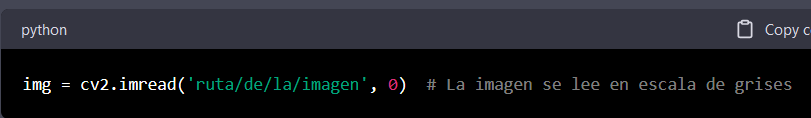 python
Copy c
img = cv2.imread('ruta/de/la/imagen', 0)  # La imagen se lee en escala de grises